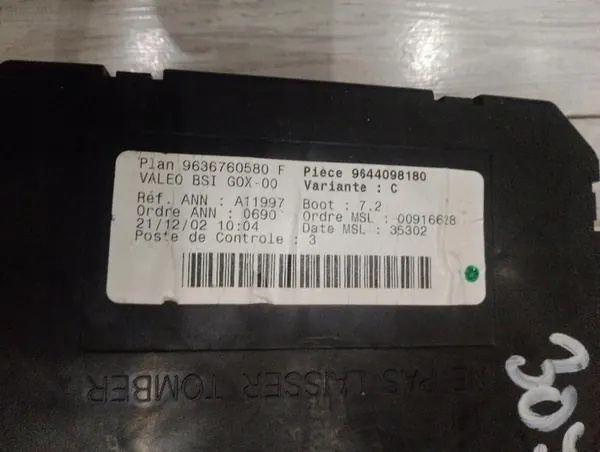 Plan 9636760580 F
VALEO BSI GOX-00
Réf. ANN : A11997
Ordre ANN : 0690
21/12/02 10:04
Poste de Controle : 3
Pièce 9644098180
Variante : C
Boot : 7.2
Ordre MSL : 00916628
Date MSL : 35302
NE PAS LAISSER TOMBER